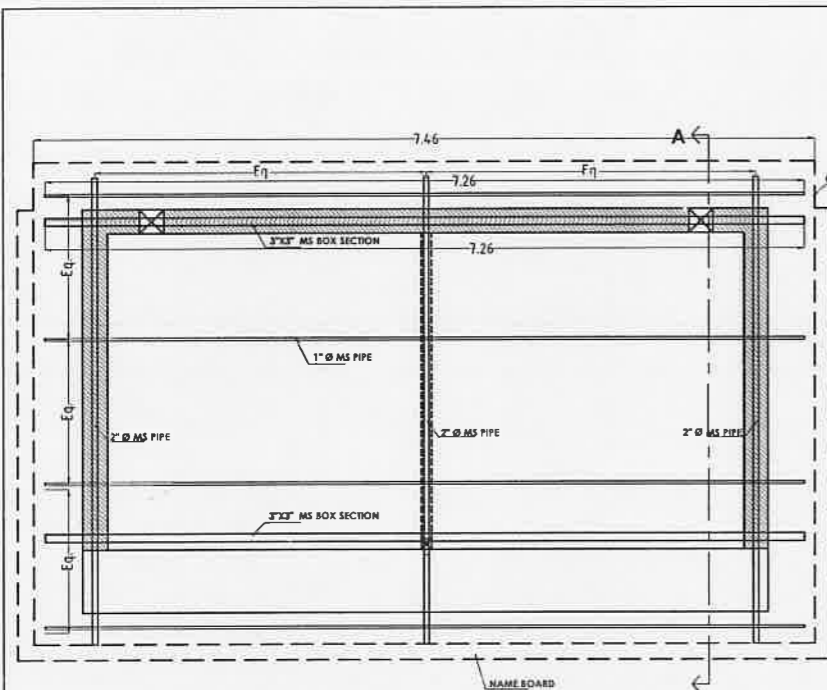 7.46
A
Eq
Eq
7.26
3"X3" MS BOX SECTION
7.26
Eq.
1" Ø MS PIPE
Eq.
2" Ø MS PIPE
2" Ø MS PIPE
2" Ø MS PIPE
3"X3" MS BOX SECTION
Eq.
NAME BOARD